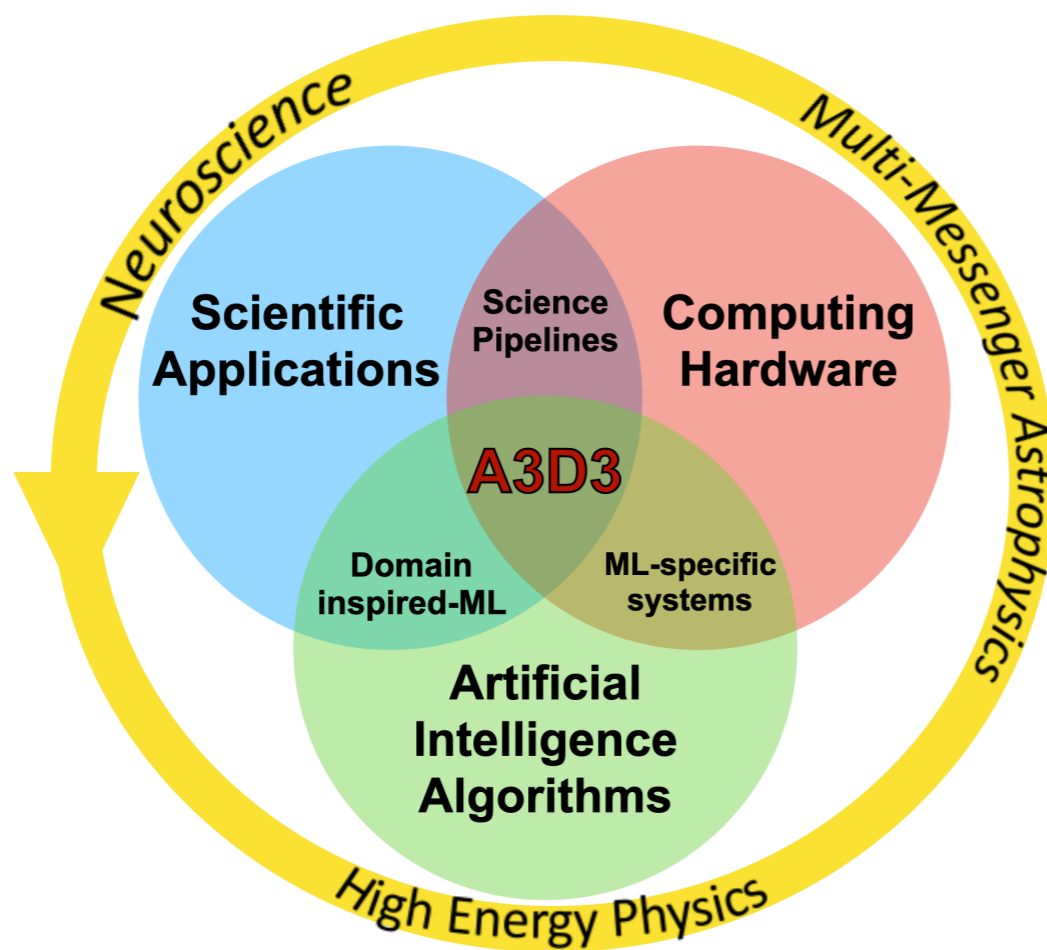 Neuroscience
Multi-Messenger Astrophysics
Scientific
Applications
Science
Pipelines
Computing
Hardware
A3D3
Domain
inspired-ML
ML-specific
systems
Artificial
Intelligence
Algorithms
High Energy Physics